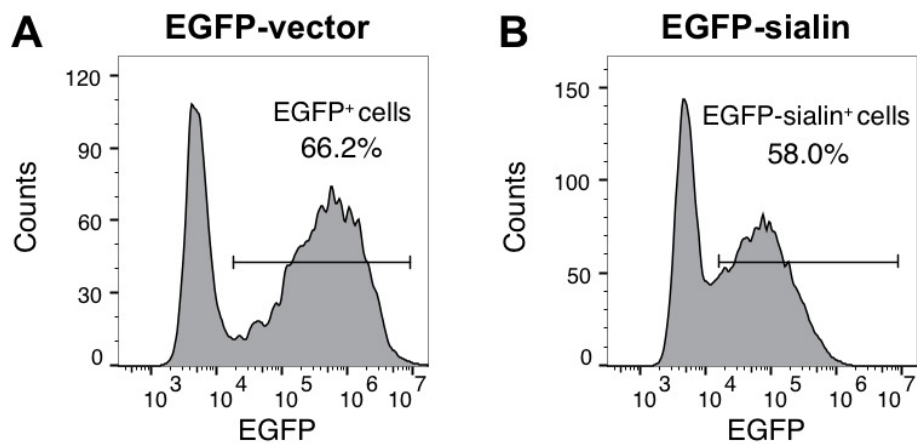 A
EGFP-vector
Counts
120
90
60
30
0
EGFP⁺ cells
66.2%
10³ 10⁴ 10⁵ 10⁶ 10⁷
EGFP
B
EGFP-sialin
Counts
150
100
50
0
EGFP-sialin⁺ cells
58.0%
10³ 10⁴ 10⁵ 10⁶ 10⁷
EGFP